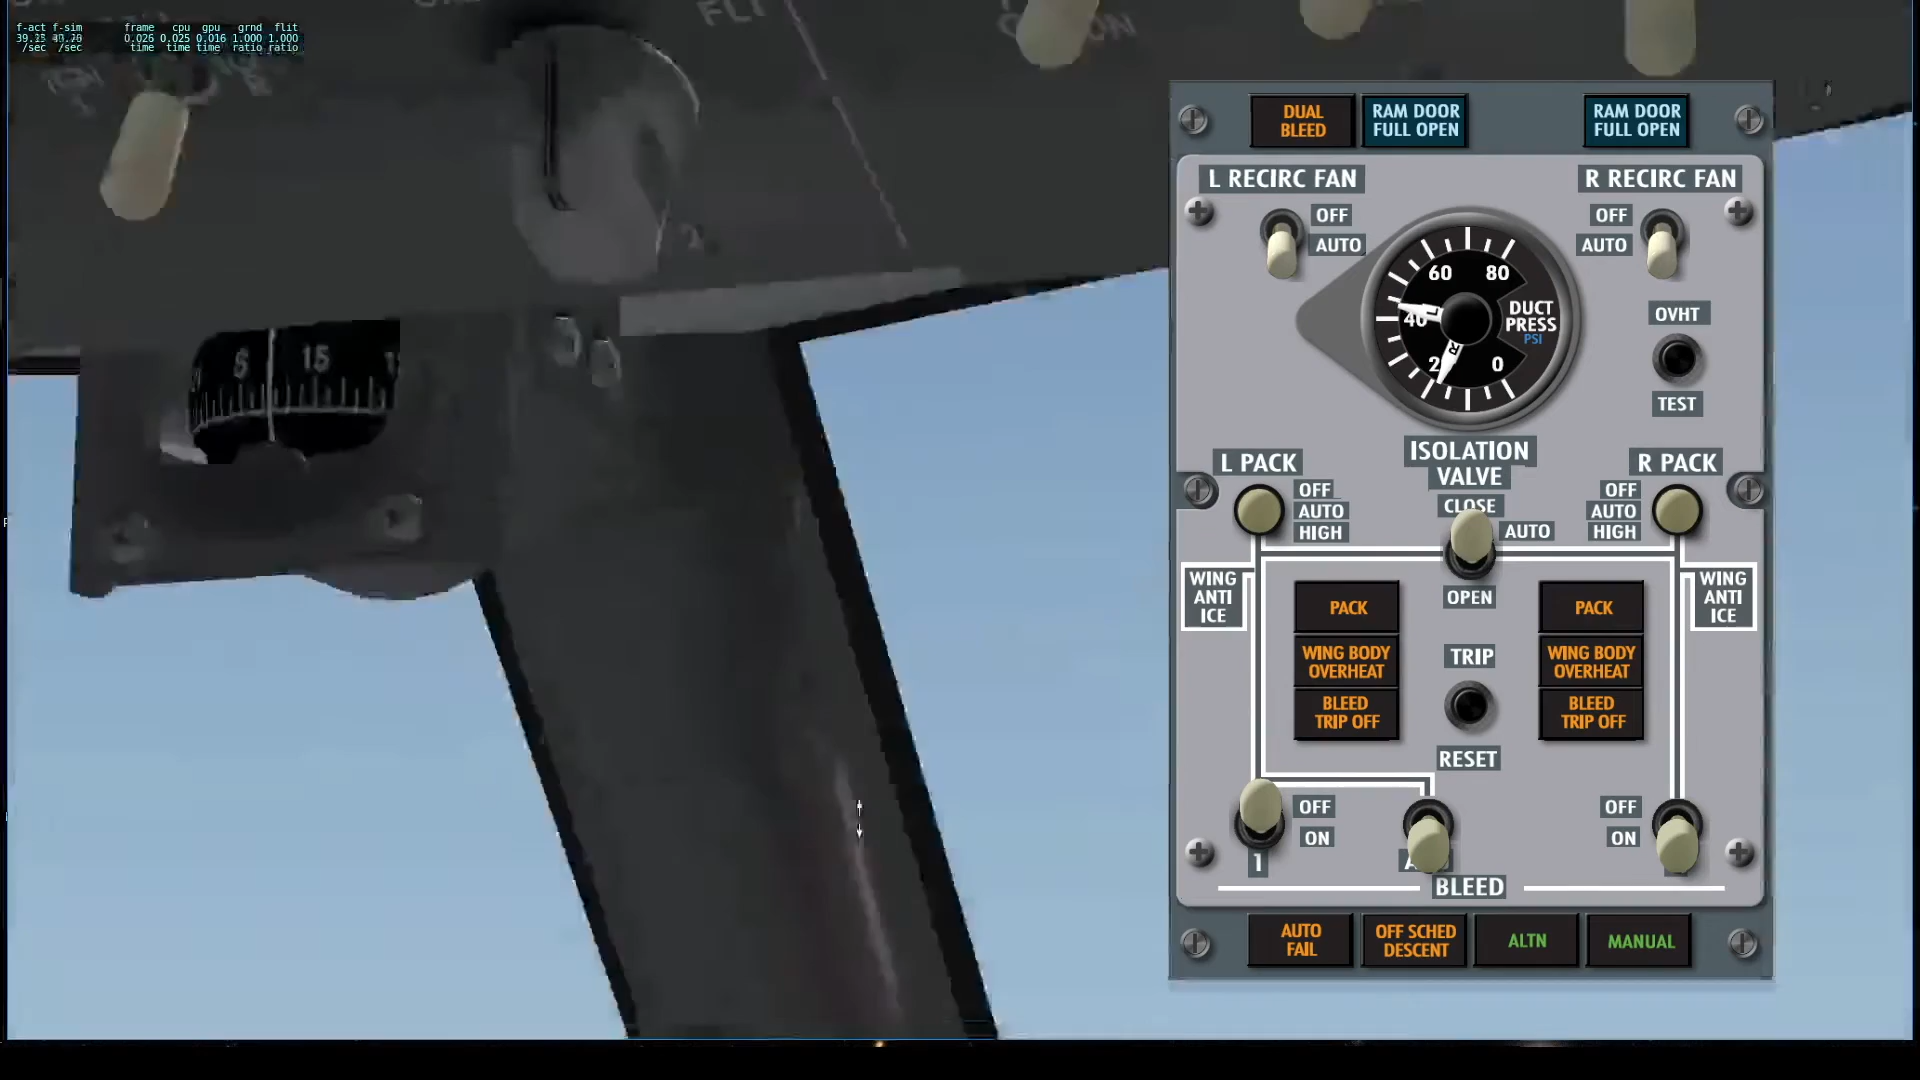 f-act f-sim frame cpu gpu grnd flit
0.026 0.025 0.016 1.000 1.000
/sec /sec time time time ratio ratio
FLT
ON
5 15
DUAL
BLEED
RAM DOOR
FULL OPEN
RAM DOOR
FULL OPEN
L RECIRC FAN
R RECIRC FAN
OFF
AUTO
OFF
AUTO
60 80
40
0
DUCT
PRESS
PSI
R
OVHT
TEST
L PACK
ISOLATION
VALVE
R PACK
OFF
AUTO
HIGH
CLOSE
AUTO
OPEN
OFF
AUTO
HIGH
WING
ANTI
ICE
WING
ANTI
ICE
PACK
WING BODY
OVERHEAT
BLEED
TRIP OFF
TRIP
RESET
PACK
WING BODY
OVERHEAT
BLEED
TRIP OFF
OFF
ON
1
OFF
ON
BLEED
AUTO
FAIL
OFF SCHED
DESCENT
ALTN
MANUAL